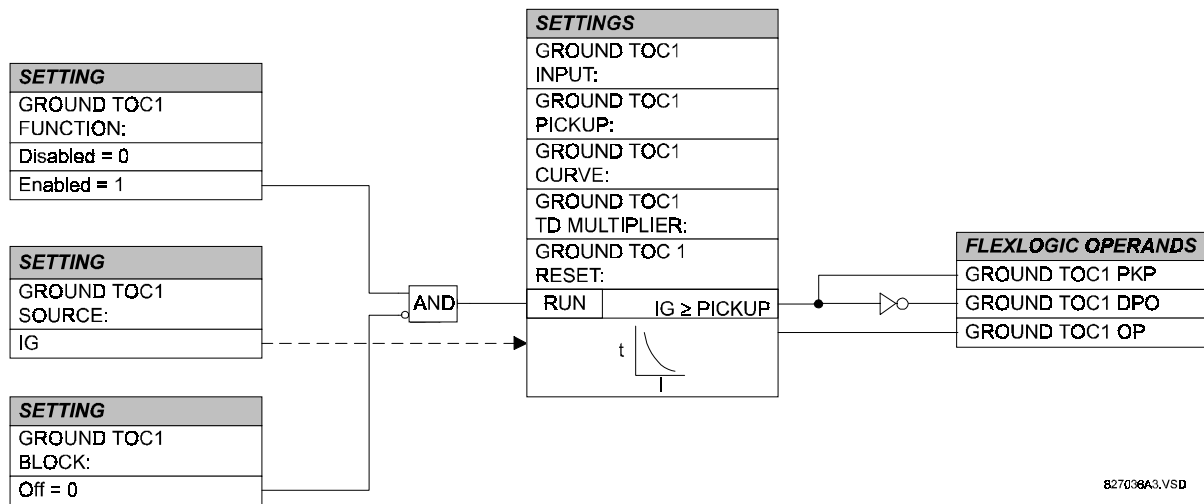 SETTING
GROUND TOC1
FUNCTION:
Disabled = 0
Enabled = 1
SETTING
GROUND TOC1
SOURCE:
IG
SETTING
GROUND TOC1
BLOCK:
Off = 0
AND
SETTINGS
GROUND TOC1
INPUT:
GROUND TOC1
PICKUP:
GROUND TOC1
CURVE:
GROUND TOC1
TD MULTIPLIER:
GROUND TOC 1
RESET:
RUN
IG ≥ PICKUP
t
I
FLEXLOGIC OPERANDS
GROUND TOC1 PKP
GROUND TOC1 DPO
GROUND TOC1 OP
827036A3.VSD